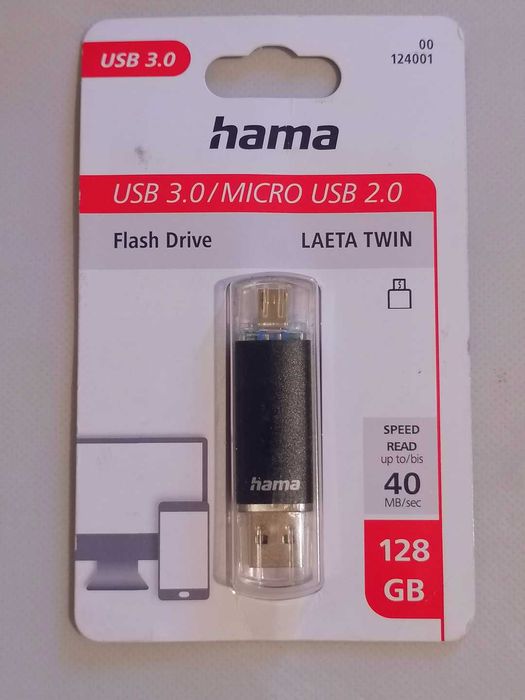 USB 3.0
00
124001
hama
USB 3.0/MICRO USB 2.0
Flash Drive
LAETA TWIN
SPEED
READ
up to/bis
40
MB/sec
hama
128
GB